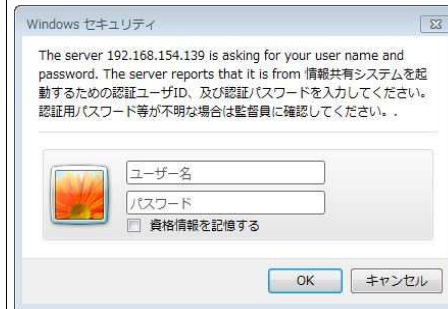 Windows セキュリティ
The server 192.168.154.139 is asking for your user name and
password. The server reports that it is from 情報共有システムを起
動するための認証ユーザID、及び認証パスワードを入力してください。
認証用パスワード等が不明な場合は監督員に確認してください。.
ユーザー名
パスワード
資格情報を記憶する
OK
キャンセル